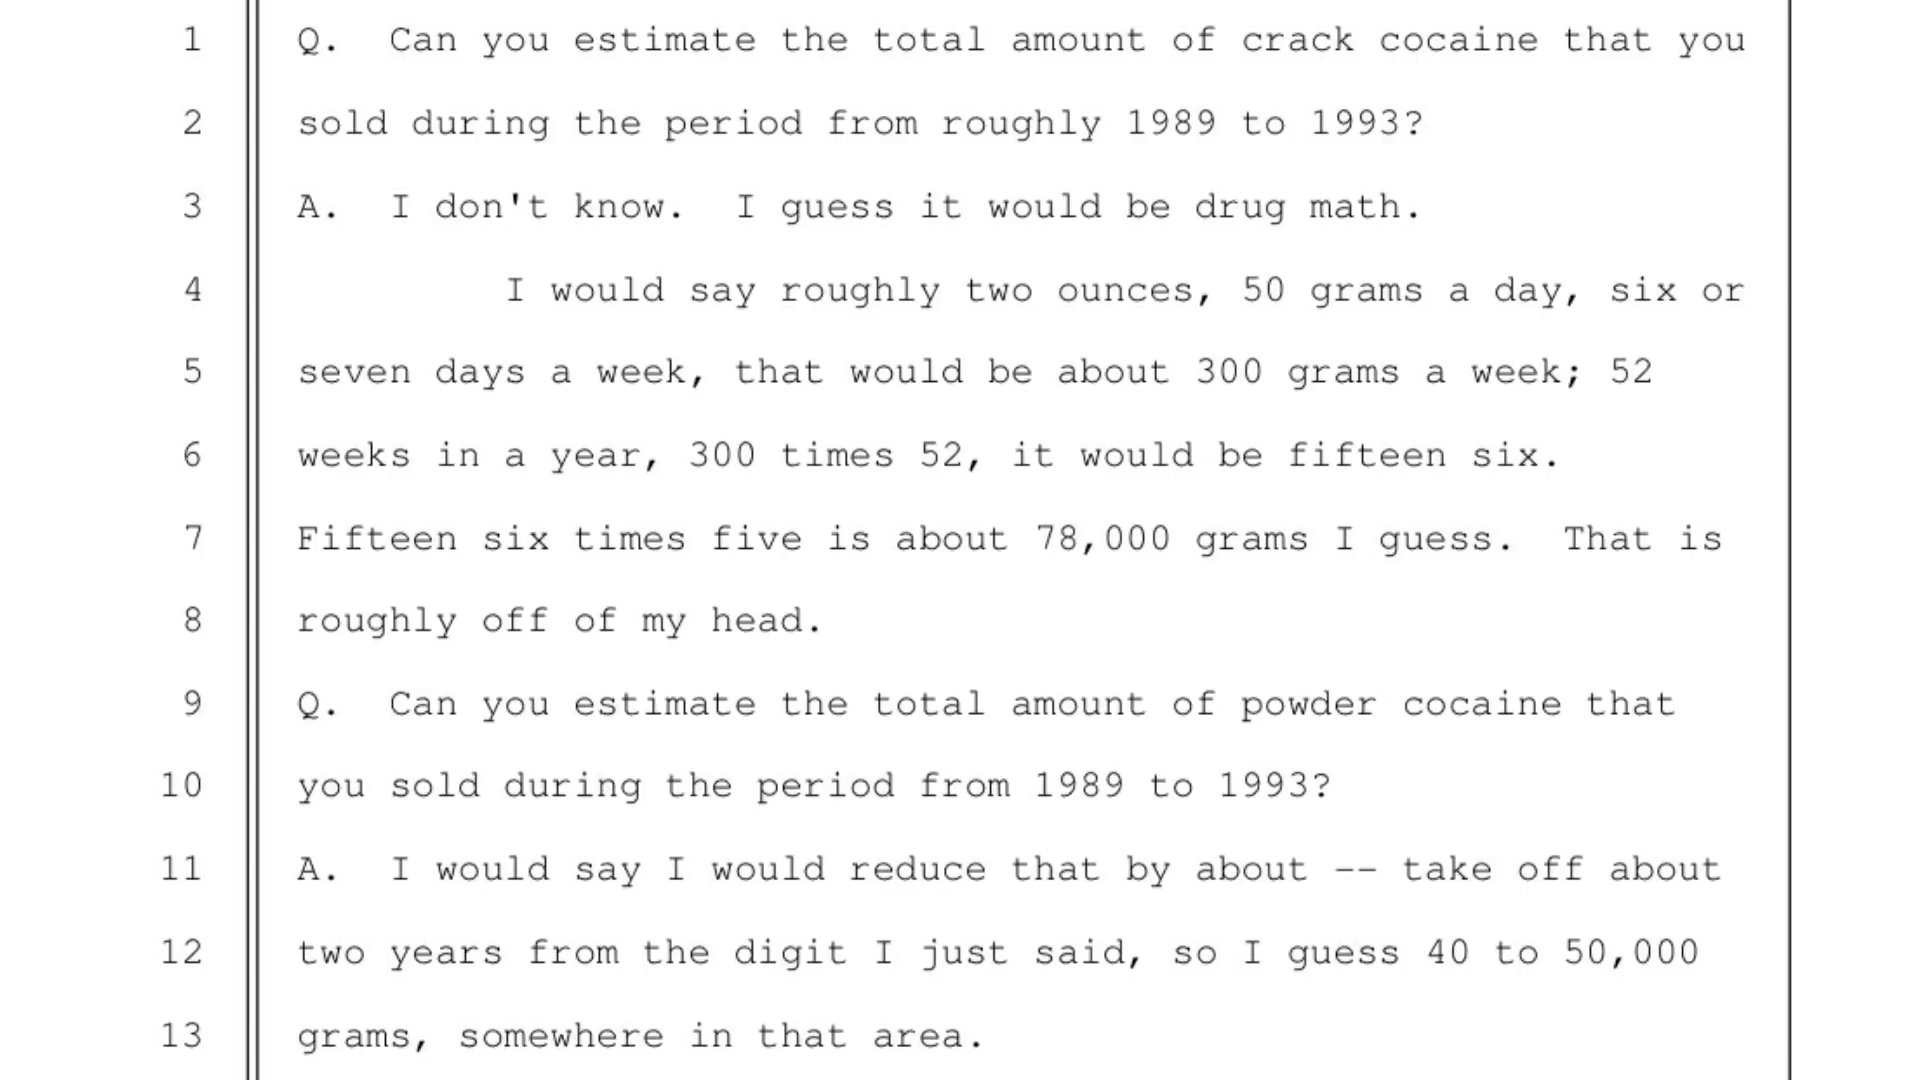 1 Q.  Can you estimate the total amount of crack cocaine that you
2 sold during the period from roughly 1989 to 1993?
3 A.  I don't know.  I guess it would be drug math.
4 I would say roughly two ounces, 50 grams a day, six or
5 seven days a week, that would be about 300 grams a week; 52
6 weeks in a year, 300 times 52, it would be fifteen six.
7 Fifteen six times five is about 78,000 grams I guess.  That is
8 roughly off of my head.
9 Q.  Can you estimate the total amount of powder cocaine that
10 you sold during the period from 1989 to 1993?
11 A.  I would say I would reduce that by about -- take off about
12 two years from the digit I just said, so I guess 40 to 50,000
13 grams, somewhere in that area.